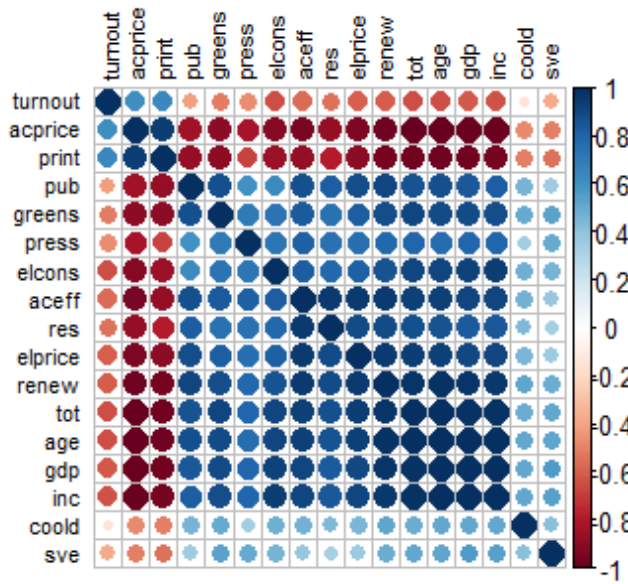 turnout acprice print pub greens press elcons aceff res elprice renew tot age gdp inc coold sve
turnout
acprice
print
pub
greens
press
elcons
aceff
res
elprice
renew
tot
age
gdp
inc
coold
sve
1
0.8
0.6
0.4
0.2
0
-0.2
-0.4
-0.6
-0.8
-1